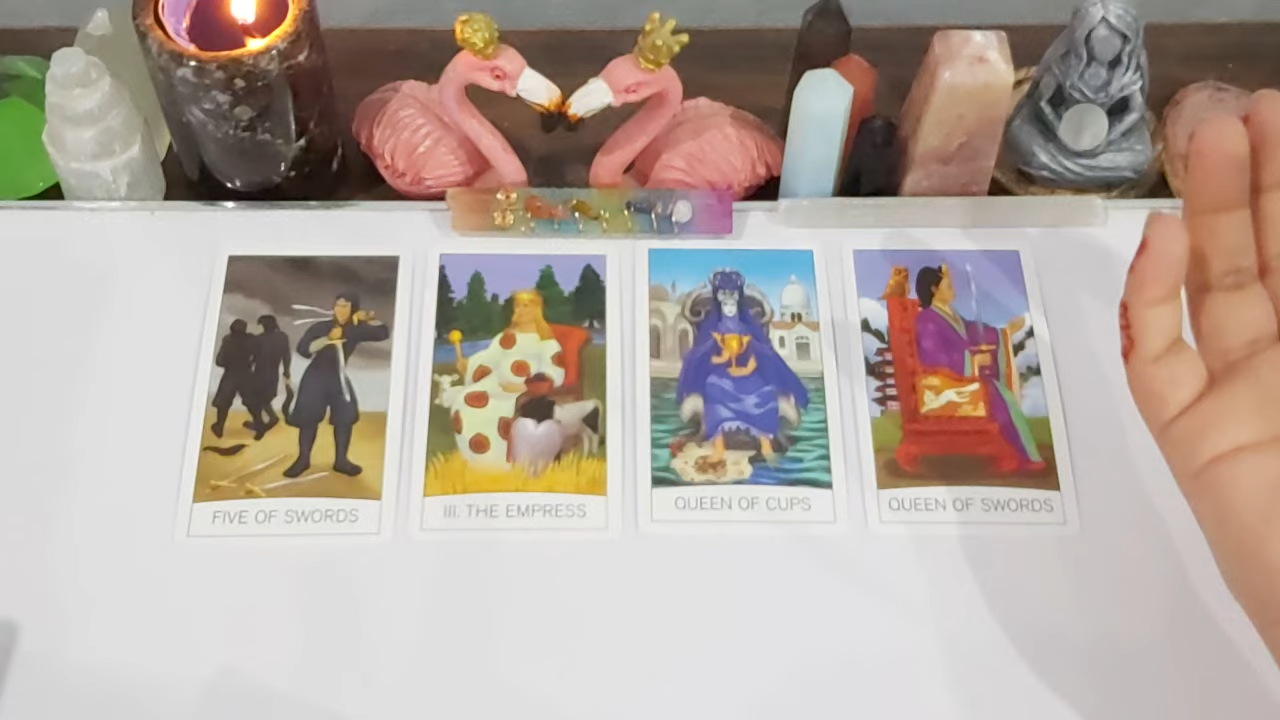 FIVE OF SWORDS
III: THE EMPRESS
QUEEN OF CUPS
QUEEN OF SWORDS